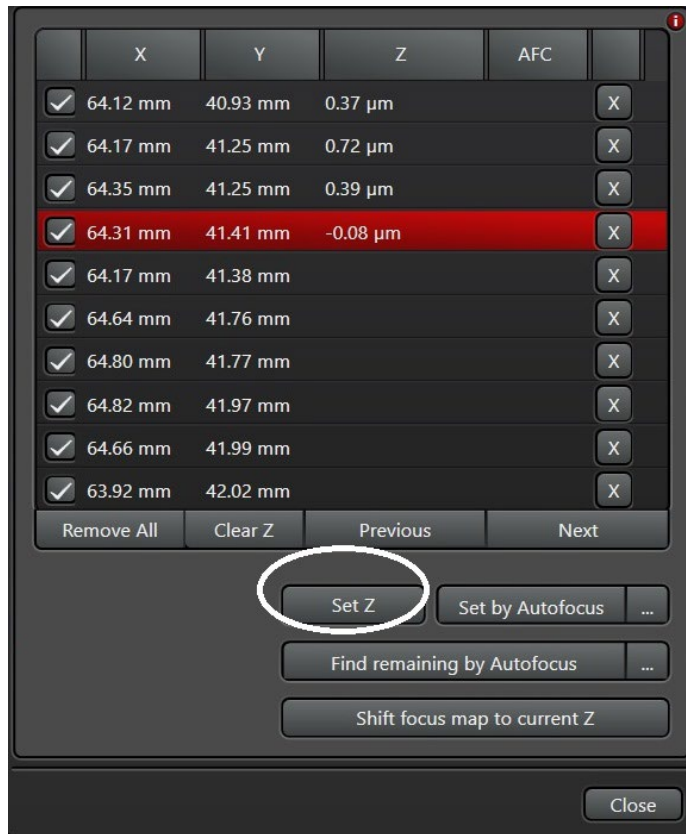 i
X Y Z AFC
64.12 mm 40.93 mm 0.37 µm X
64.17 mm 41.25 mm 0.72 µm X
64.35 mm 41.25 mm 0.39 µm X
64.31 mm 41.41 mm -0.08 µm X
64.17 mm 41.38 mm X
64.64 mm 41.76 mm X
64.80 mm 41.77 mm X
64.82 mm 41.97 mm X
64.66 mm 41.99 mm X
63.92 mm 42.02 mm X
Remove All Clear Z Previous Next
Set Z Set by Autofocus ...
Find remaining by Autofocus ...
Shift focus map to current Z
Close